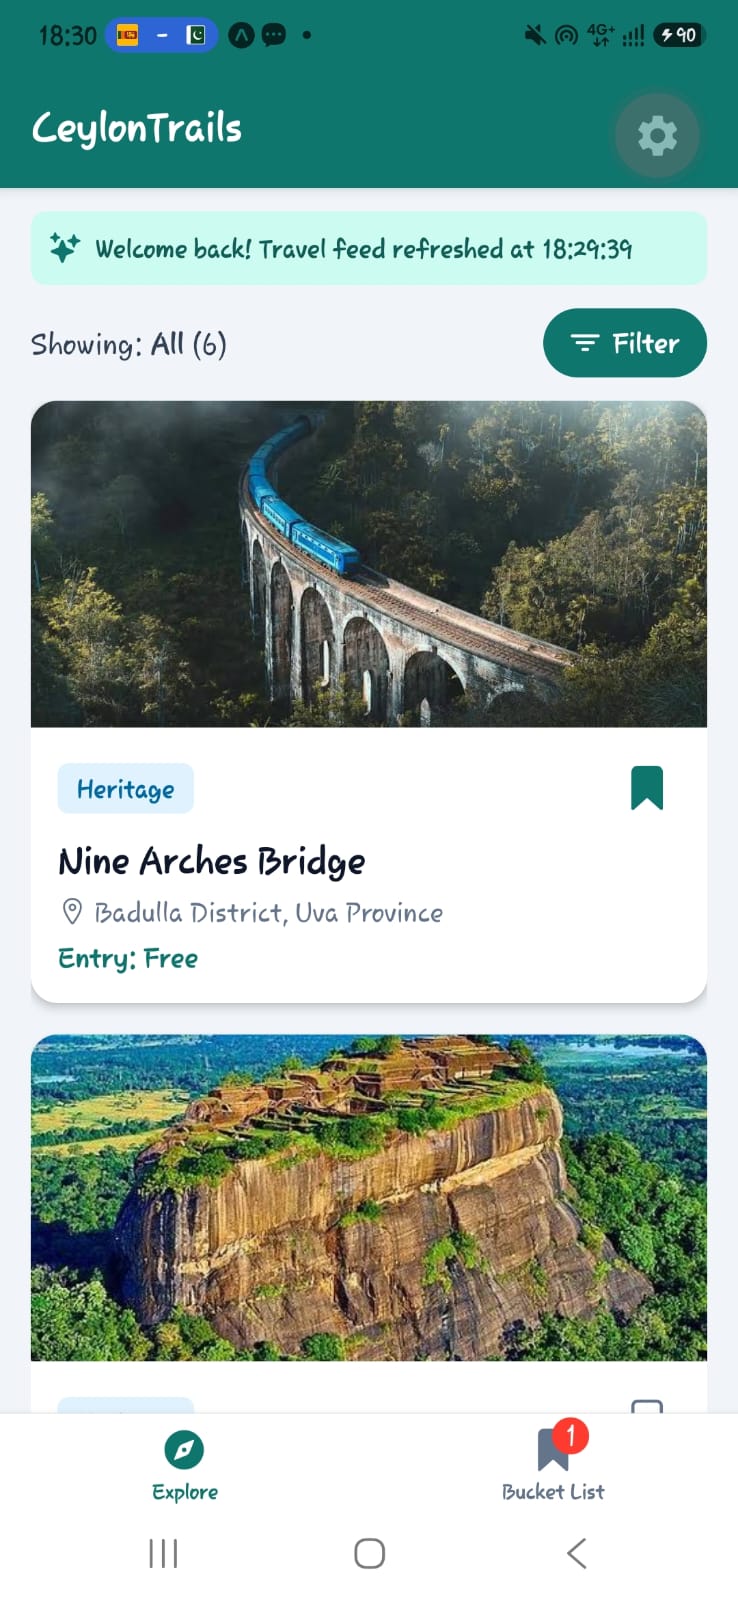 18:30
4G+
90
CeylonTrails
Welcome back! Travel feed refreshed at 18:29:39
Showing: All (6)
Filter
Heritage
Nine Arches Bridge
Badulla District, Uva Province
Entry: Free
1
Explore
Bucket List